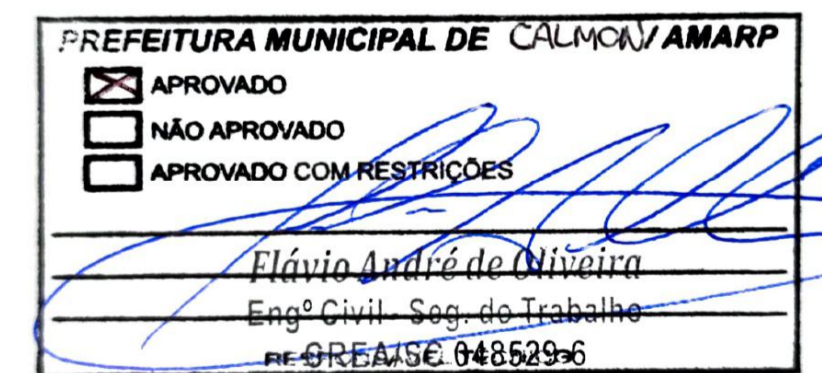 PREFEITURA MUNICIPAL DE CALMON/AMARP
APROVADO
NÃO APROVADO
APROVADO COM RESTRIÇÕES
Flávio André de Oliveira
Engº Civil - Seg. do Trabalho
CREA/SC 048529-6